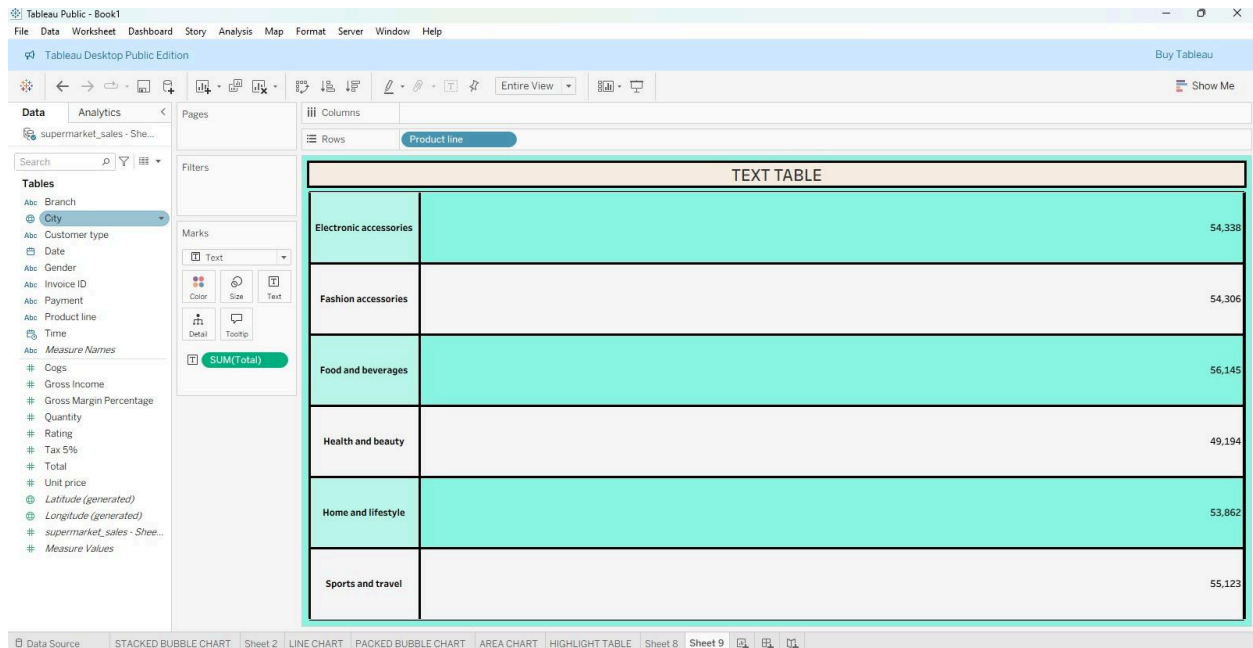 Tableau Public - Book1
File Data Worksheet Dashboard Story Analysis Map Format Server Window Help
Tableau Desktop Public Edition
Buy Tableau
Entire View
Show Me
Data Analytics
supermarket_sales - She...
Search
Tables
Abc Branch
City
Abc Customer type
Date
Abc Gender
Abc Invoice ID
Abc Payment
Abc Product line
Time
Abc Measure Names
# Cogs
# Gross Income
# Gross Margin Percentage
# Quantity
# Rating
# Tax 5%
# Total
# Unit price
Latitude (generated)
Longitude (generated)
# supermarket_sales - Shee...
# Measure Values
Pages
Filters
Marks
T Text
Color Size Text
Detail Tooltip
T SUM(Total)
Columns
Rows Product line
TEXT TABLE
Electronic accessories 54,338
Fashion accessories 54,306
Food and beverages 56,145
Health and beauty 49,194
Home and lifestyle 53,862
Sports and travel 55,123
Data Source STACKED BUBBLE CHART Sheet 2 LINE CHART PACKED BUBBLE CHART AREA CHART HIGHLIGHT TABLE Sheet 8 Sheet 9